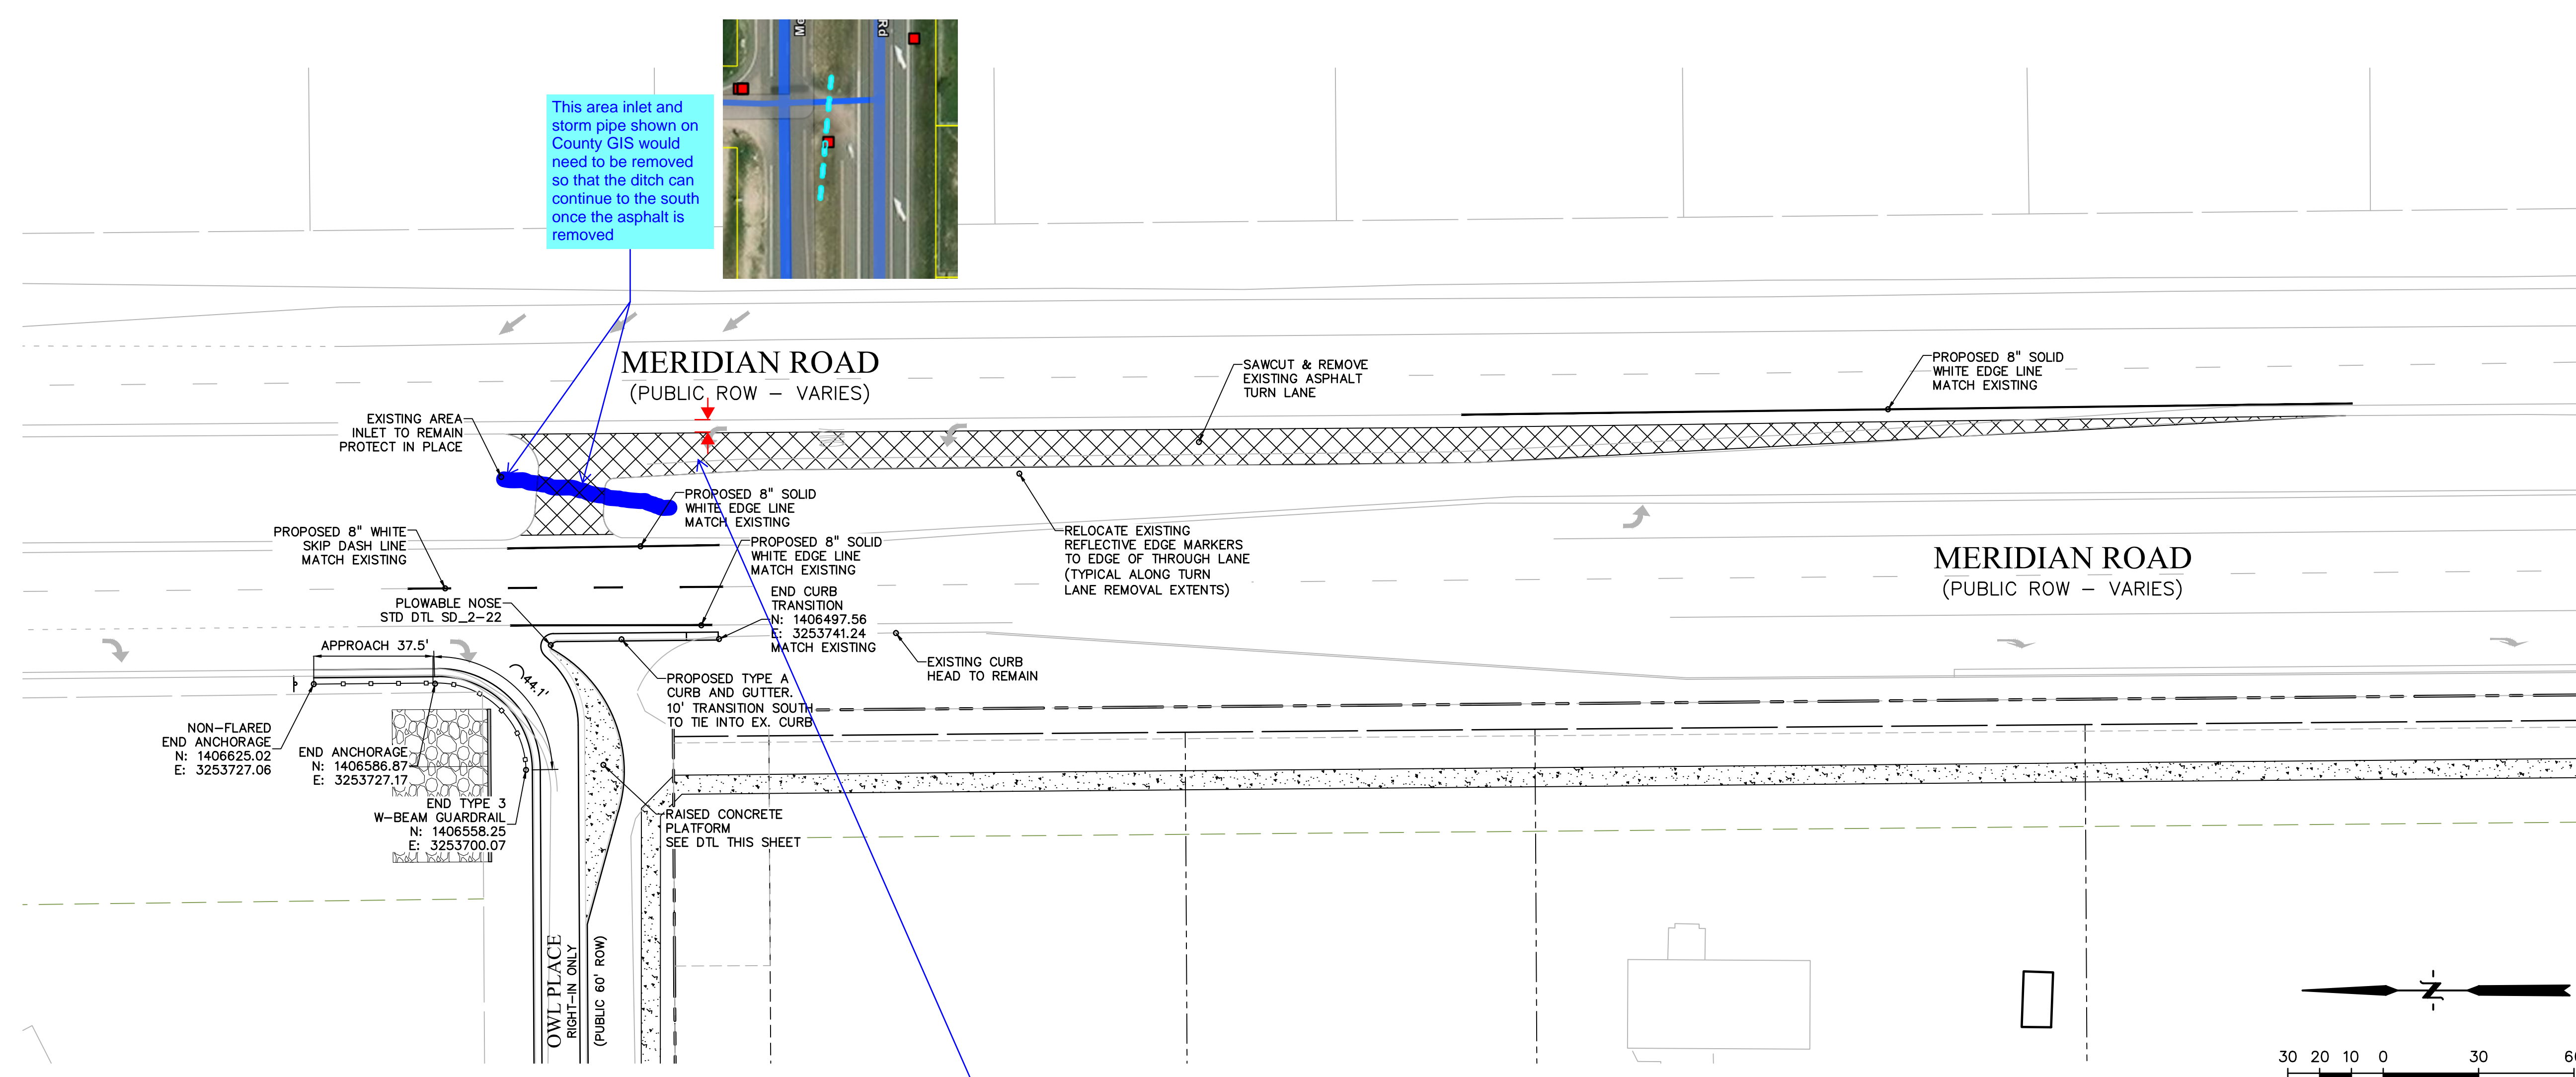 Rd
This area inlet and
storm pipe shown on
County GIS would
need to be removed
so that the ditch can
continue to the south
once the asphalt is
removed
MERIDIAN ROAD
(PUBLIC ROW - VARIES)
SAWCUT & REMOVE
EXISTING ASPHALT
TURN LANE
PROPOSED 8" SOLID
WHITE EDGE LINE
MATCH EXISTING
EXISTING AREA
INLET TO REMAIN
PROTECT IN PLACE
PROPOSED 8" SOLID
WHITE EDGE LINE
MATCH EXISTING
PROPOSED 8" WHITE
SKIP DASH LINE
MATCH EXISTING
PROPOSED 8" SOLID
WHITE EDGE LINE
MATCH EXISTING
RELOCATE EXISTING
REFLECTIVE EDGE MARKERS
TO EDGE OF THROUGH LANE
(TYPICAL ALONG TURN
LANE REMOVAL EXTENTS)
MERIDIAN ROAD
(PUBLIC ROW - VARIES)
PLOWABLE NOSE
STD DTL SD_2-22
END CURB
TRANSITION
N: 1406497.56
E: 3253741.24
MATCH EXISTING
APPROACH 37.5'
44.1'
EXISTING CURB
HEAD TO REMAIN
PROPOSED TYPE A
CURB AND GUTTER.
10' TRANSITION SOUTH
TO TIE INTO EX. CURB
NON-FLARED
END ANCHORAGE
N: 1406625.02
E: 3253727.06
END ANCHORAGE
N: 1406586.87
E: 3253727.17
END TYPE 3
W-BEAM GUARDRAIL
N: 1406558.25
E: 3253700.07
RAISED CONCRETE
PLATFORM
SEE DTL THIS SHEET
OWL PLACE
RIGHT-IN ONLY
(PUBLIC 60' ROW)
N
30 20 10 0 30